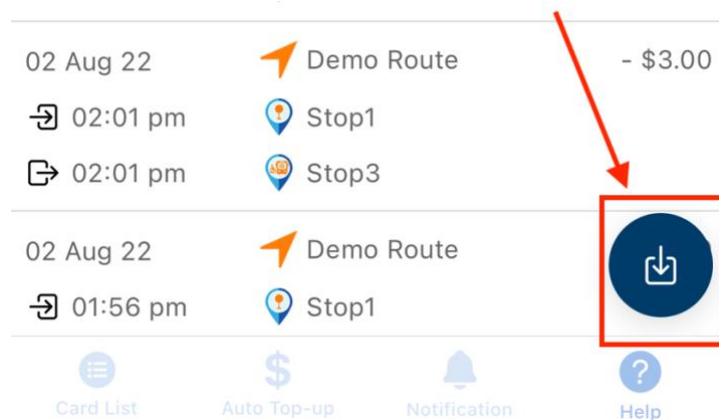 02 Aug 22 Demo Route - $3.00
02:01 pm Stop1
02:01 pm Stop3
02 Aug 22 Demo Route
01:56 pm Stop1
Card List Auto Top-up Notification Help